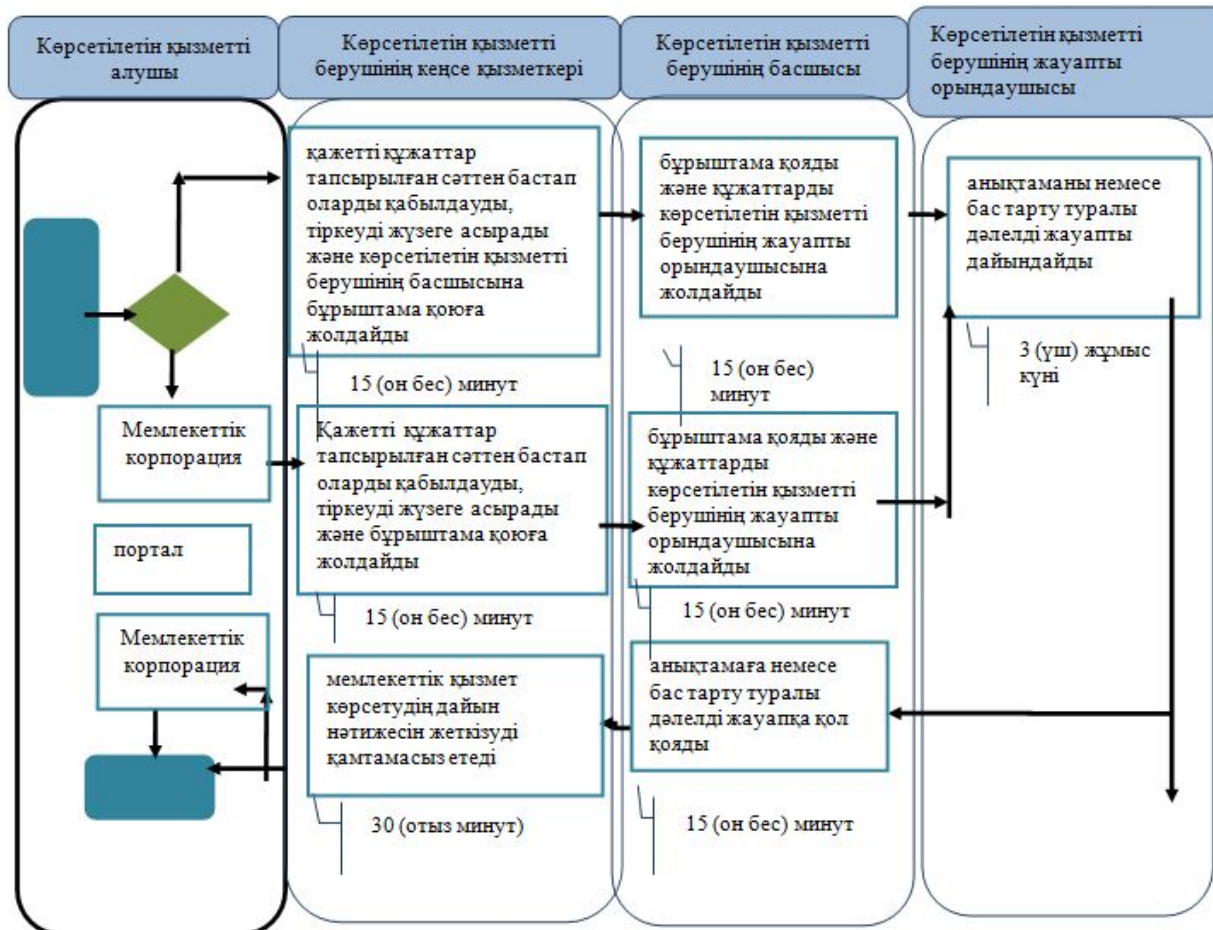 Көрсетілетін қызметті
алушы
Көрсетілетін қызметті
берушінің кеңсе қызметкері
Көрсетілетін қызметті
берушінің басшысы
Көрсетілетін қызметті
берушінің жауапты
орындаушысы
қажетті құжаттар
тапсырылған сәттен бастап
оларды қабылдауды,
тіркеуді жүзеге асырады
және көрсетілетін қызметті
берушінің басшысына
бұрыштама қоюға
жолдайды
15 (он бес) минут
бұрыштама қояды
және құжаттарды
көрсетілетін қызметті
берушінің жауапты
орындаушысына
жолдайды
15 (он бес)
минут
анықтаманы немесе
бас тарту туралы
дәлелді жауапты
дайындайды
3 (үш) жұмыс
күні
Мемлекеттік
корпорация
Қажетті құжаттар
тапсырылған сәттен бастап
оларды қабылдауды,
тіркеуді жүзеге асырады
және бұрыштама қоюға
жолдайды
15 (он бес) минут
бұрыштама қояды және
құжаттарды
көрсетілетін қызметті
берушінің жауапты
орындаушысына
жолдайды
15 (он бес) минут
портал
Мемлекеттік
корпорация
мемлекеттік қызмет
көрсетудің дайын
нәтижесін жеткізуді
қамтамасыз етеді
30 (отыз минут)
анықтамаға немесе
бас тарту туралы
дәлелді жауапқа қол
қояды
15 (он бес) минут